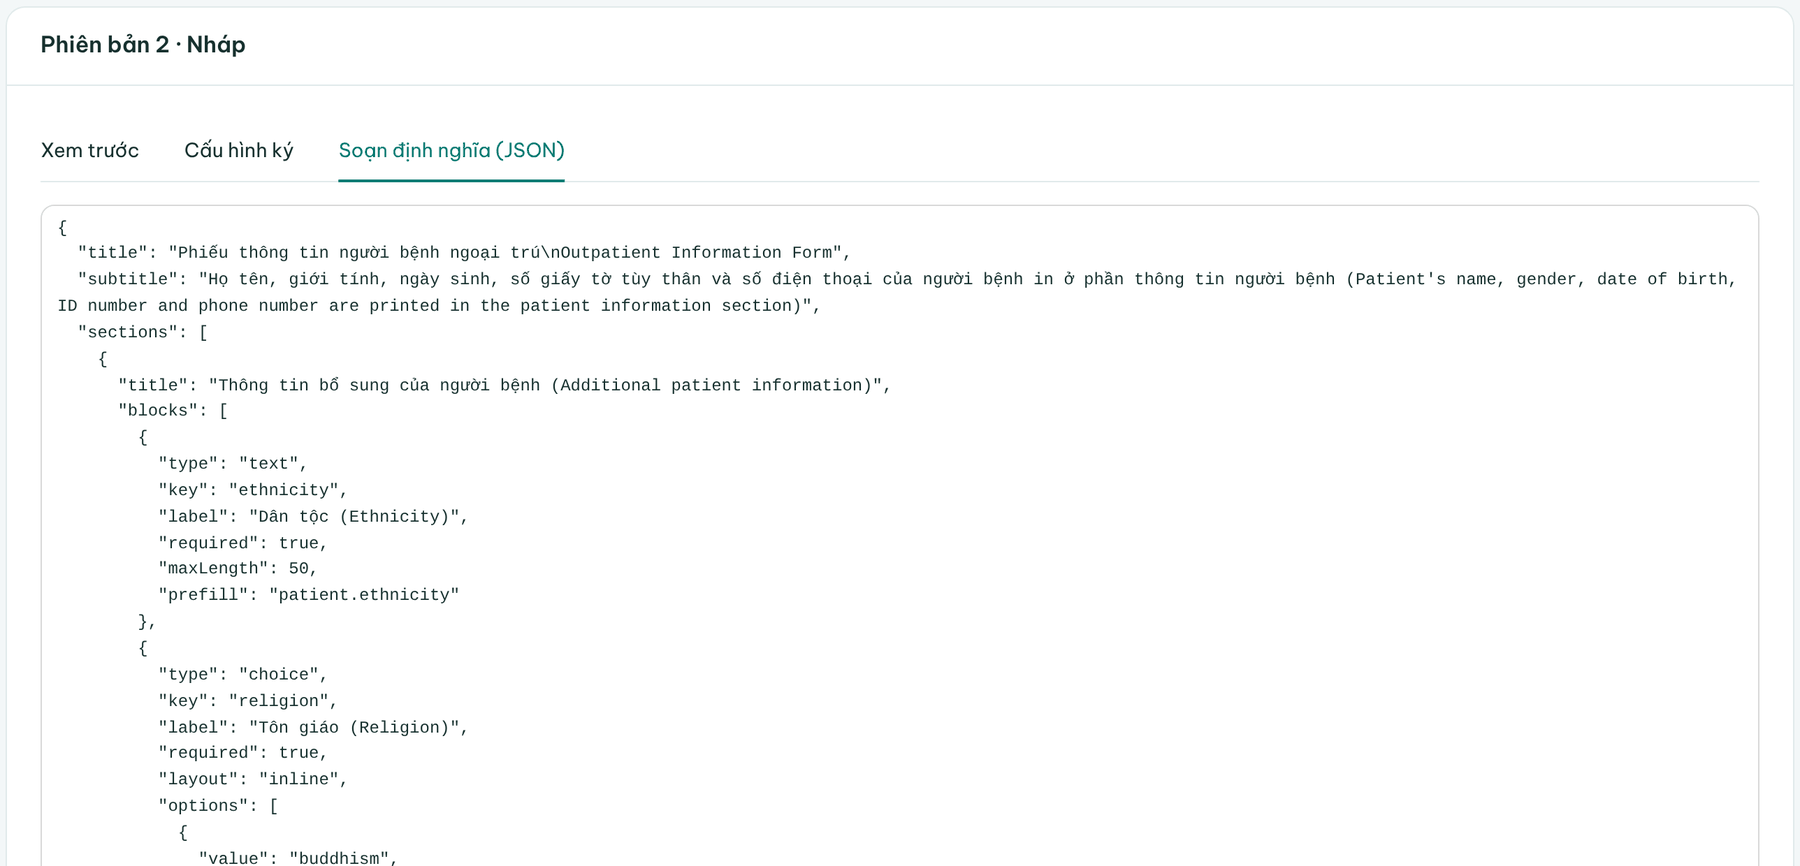 Phiên bản 2 · Nháp
Xem trước
Cấu hình ký
Soạn định nghĩa (JSON)
{
"title": "Phiếu thông tin người bệnh ngoại trú\nOutpatient Information Form",
"subtitle": "Họ tên, giới tính, ngày sinh, số giấy tờ tùy thân và số điện thoại của người bệnh in ở phần thông tin người bệnh (Patient's name, gender, date of birth,
ID number and phone number are printed in the patient information section)",
"sections": [
{
"title": "Thông tin bổ sung của người bệnh (Additional patient information)",
"blocks": [
{
"type": "text",
"key": "ethnicity",
"label": "Dân tộc (Ethnicity)",
"required": true,
"maxLength": 50,
"prefill": "patient.ethnicity"
},
{
"type": "choice",
"key": "religion",
"label": "Tôn giáo (Religion)",
"required": true,
"layout": "inline",
"options": [
{
"value": "buddhism",